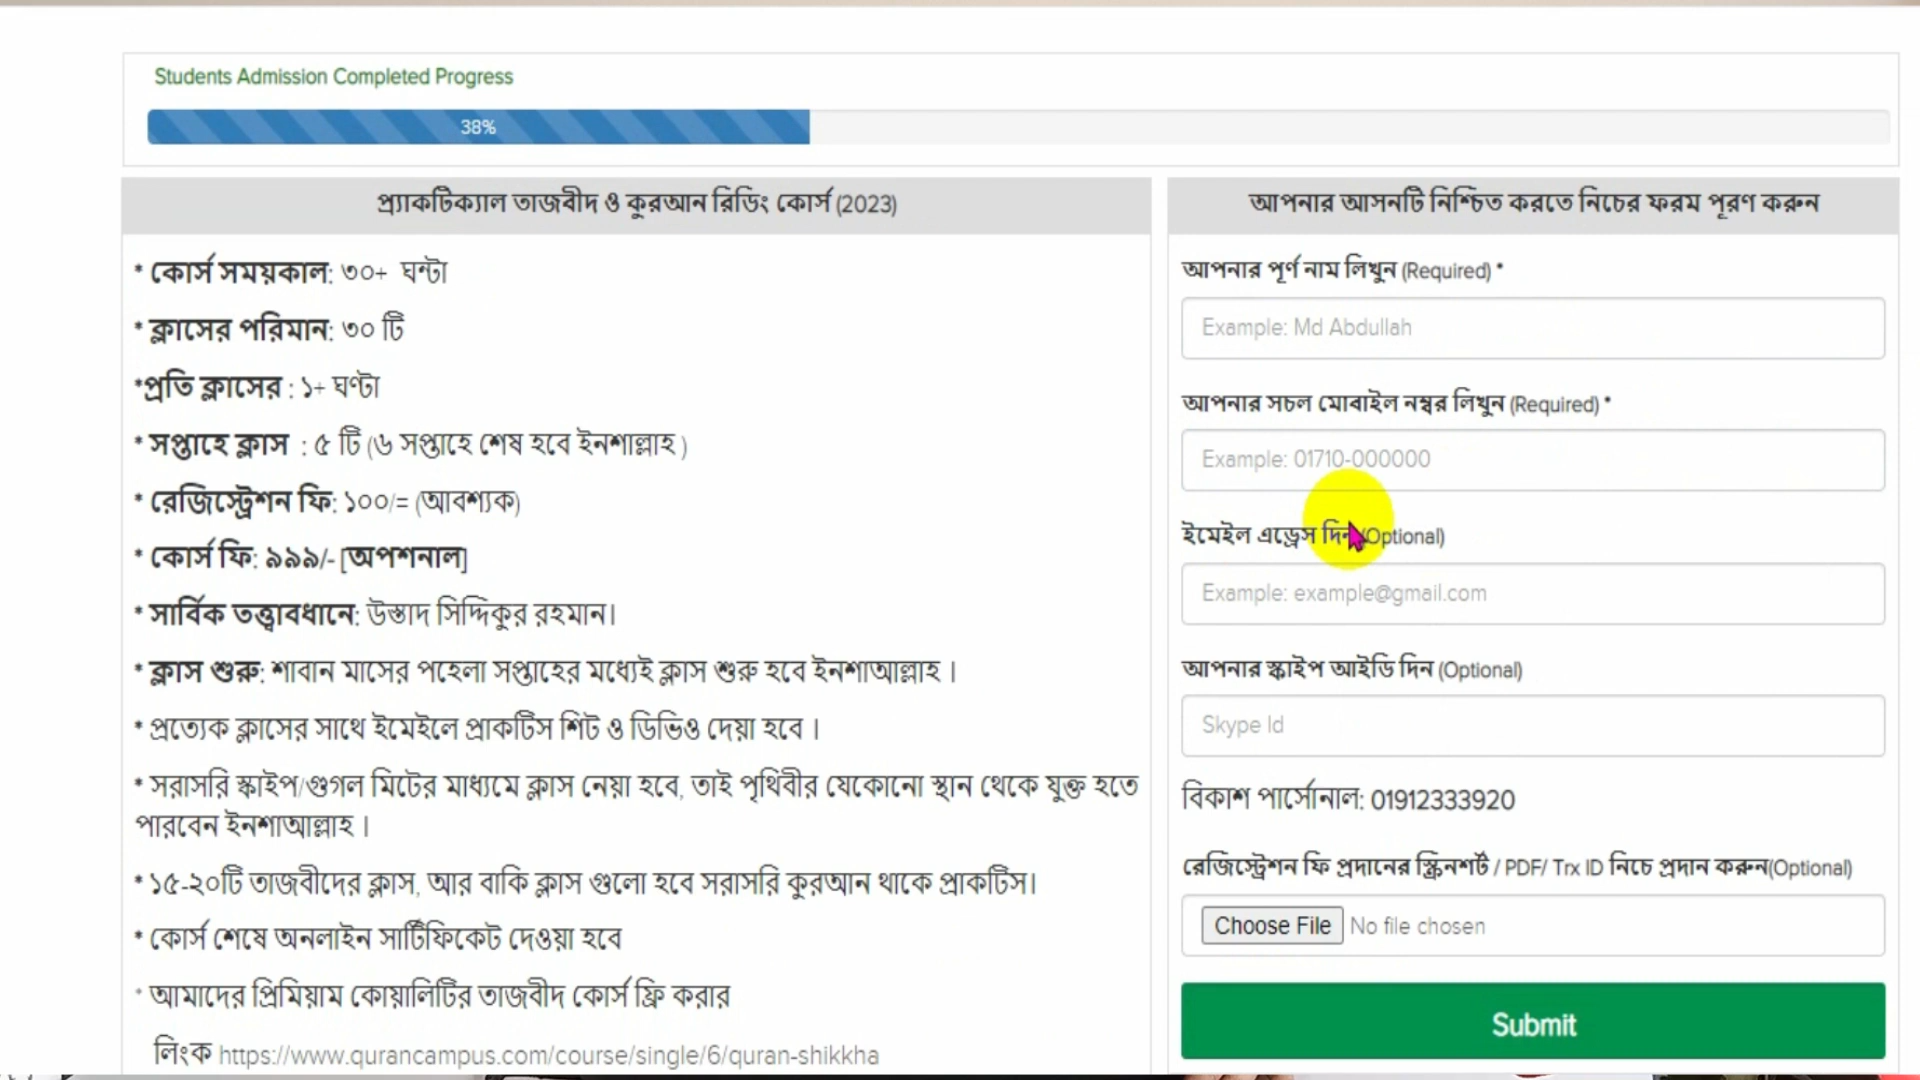 Students Admission Completed Progress
38%
প্র্যাকটিক্যাল তাজবীদ ও কুরআন রিডিং কোর্স (2023)
* কোর্স সময়কাল: ৩০+ ঘন্টা
* ক্লাসের পরিমান: ৩০ টি
*প্রতি ক্লাসের : ১+ ঘণ্টা
* সপ্তাহে ক্লাস : ৫ টি (৬ সপ্তাহে শেষ হবে ইনশাল্লাহ )
* রেজিস্ট্রেশন ফি: ১০০/= (আবশ্যক)
* কোর্স ফি: ৯৯৯/- [অপশনাল]
* সার্বিক তত্ত্বাবধানে: উস্তাদ সিদ্দিকুর রহমান।
* ক্লাস শুরু: শাবান মাসের পহেলা সপ্তাহের মধ্যেই ক্লাস শুরু হবে ইনশাআল্লাহ ।
* প্রত্যেক ক্লাসের সাথে ইমেইলে প্রাকটিস শিট ও ডিভিও দেয়া হবে ।
* সরাসরি স্কাইপ/গুগল মিটের মাধ্যমে ক্লাস নেয়া হবে, তাই পৃথিবীর যেকোনো স্থান থেকে যুক্ত হতে
পারবেন ইনশাআল্লাহ ।
* ১৫-২০টি তাজবীদের ক্লাস, আর বাকি ক্লাস গুলো হবে সরাসরি কুরআন থাকে প্রাকটিস।
* কোর্স শেষে অনলাইন সার্টিফিকেট দেওয়া হবে
* আমাদের প্রিমিয়াম কোয়ালিটির তাজবীদ কোর্স ফ্রি করার
লিংক https://www.qurancampus.com/course/single/6/quran-shikkha
আপনার আসনটি নিশ্চিত করতে নিচের ফরম পূরণ করুন
আপনার পূর্ণ নাম লিখুন (Required) *
Example: Md Abdullah
আপনার সচল মোবাইল নম্বর লিখুন (Required) *
Example: 01710-000000
ইমেইল এড্রেস দিন (Optional)
Example: example@gmail.com
আপনার স্কাইপ আইডি দিন (Optional)
Skype Id
বিকাশ পার্সোনাল: 01912333920
রেজিস্ট্রেশন ফি প্রদানের স্ক্রিনশর্ট / PDF/ Trx ID নিচে প্রদান করুন(Optional)
Choose File No file chosen
Submit